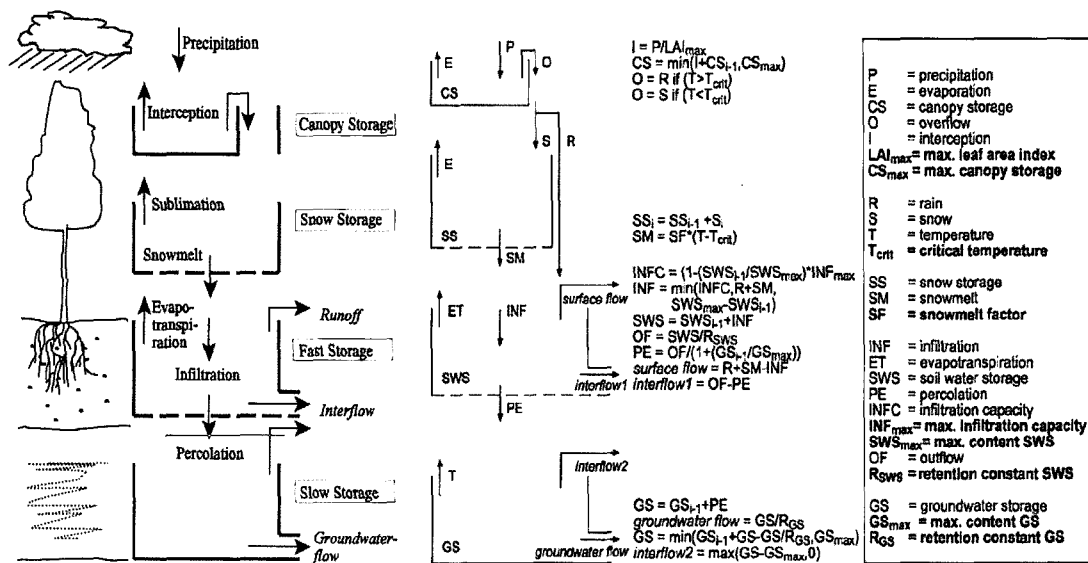 Precipitation
Interception
Canopy Storage
Sublimation
Snow Storage
Snowmelt
Evapo-
transpi-
ration
Runoff
Fast Storage
Infiltration
Interflow
Percolation
Slow Storage
Groundwater-
flow
P
E
O
CS
S
R
E
SS
SM
surface flow
ET
INF
SWS
interflow1
PE
interflow2
T
GS
groundwater flow
I = P/LAImax
CS = min(I+CSi-1,CSmax)
O = R if (T>Tcrit)
O = S if (T<Tcrit)
SSi = SSi-1 +Si
SM = SF*(T-Tcrit)
INFC = (1-(SWSi-1/SWSmax)*INFmax
INF = min(INFC,R+SM,
SWSmax-SWSi-1)
SWS = SWSi-1+INF
OF = SWS/RSWS
PE = OF/(1+(GSi-1/GSmax))
surface flow = R+SM-INF
interflow1 = OF-PE
GS = GSi-1+PE
groundwater flow = GS/RGS
GS = min(GSi-1+GS-GS/RGS,GSmax)
interflow2 = max(GS-GSmax,0)
P = precipitation
E = evaporation
CS = canopy storage
O = overflow
I = interception
LAImax= max. leaf area index
CSmax= max. canopy storage
R = rain
S = snow
T = temperature
Tcrit = critical temperature
SS = snow storage
SM = snowmelt
SF = snowmelt factor
INF = infiltration
ET = evapotranspiration
SWS = soil water storage
PE = percolation
INFC = infiltration capacity
INFmax= max. infiltration capacity
SWSmax= max. content SWS
OF = outflow
RSWS = retention constant SWS
GS = groundwater storage
GSmax = max. content GS
RGS = retention constant GS